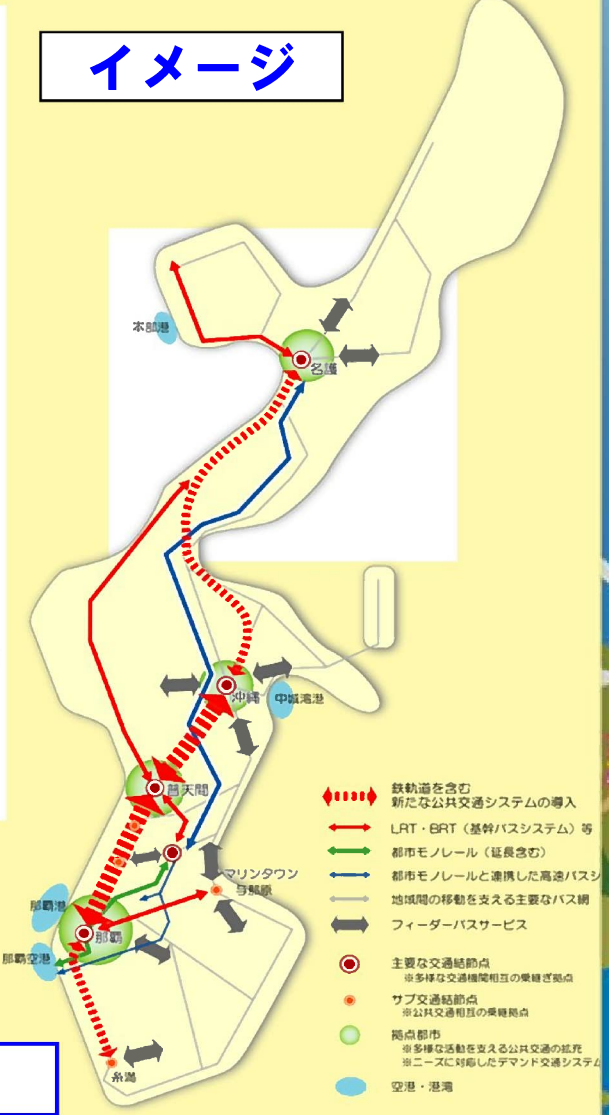 イメージ
本部港
名護
沖縄
中城湾港
普天間
マリンタウン
与那原
那覇港
那覇
那覇空港
糸満
鉄軌道を含む
新たな公共交通システムの導入
LRT・BRT（基幹バスシステム）等
都市モノレール（延長含む）
都市モノレールと連携した高速バスシ
地域間の移動を支える主要なバス網
フィーダーバスサービス
主要な交通結節点
※多様な交通機関相互の乗継ぎ拠点
サブ交通結節点
※公共交通相互の乗継拠点
拠点都市
※多様な活動を支える公共交通の拡充
※ニーズに対応したデマンド交通システム
空港・港湾